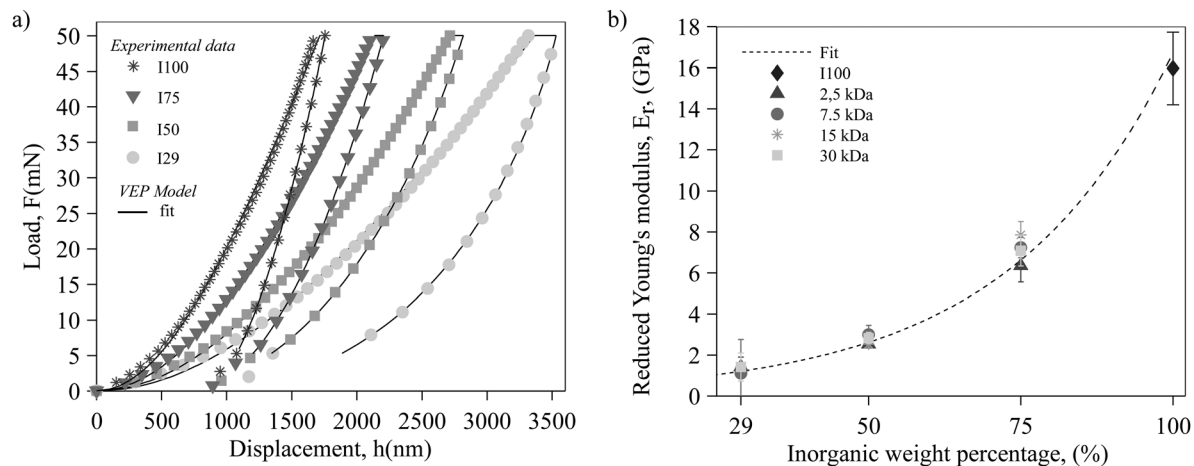 a)
Load, F(mN)
50
45
40
35
30
25
20
15
10
5
0
Experimental data
I100
I75
I50
I29
VEP Model
fit
0 500 1000 1500 2000 2500 3000 3500
Displacement, h(nm)
b)
Reduced Young's modulus, Er, (GPa)
18
16
14
12
10
8
6
4
2
0
Fit
I100
2,5 kDa
7.5 kDa
15 kDa
30 kDa
29 50 75 100
Inorganic weight percentage, (%)